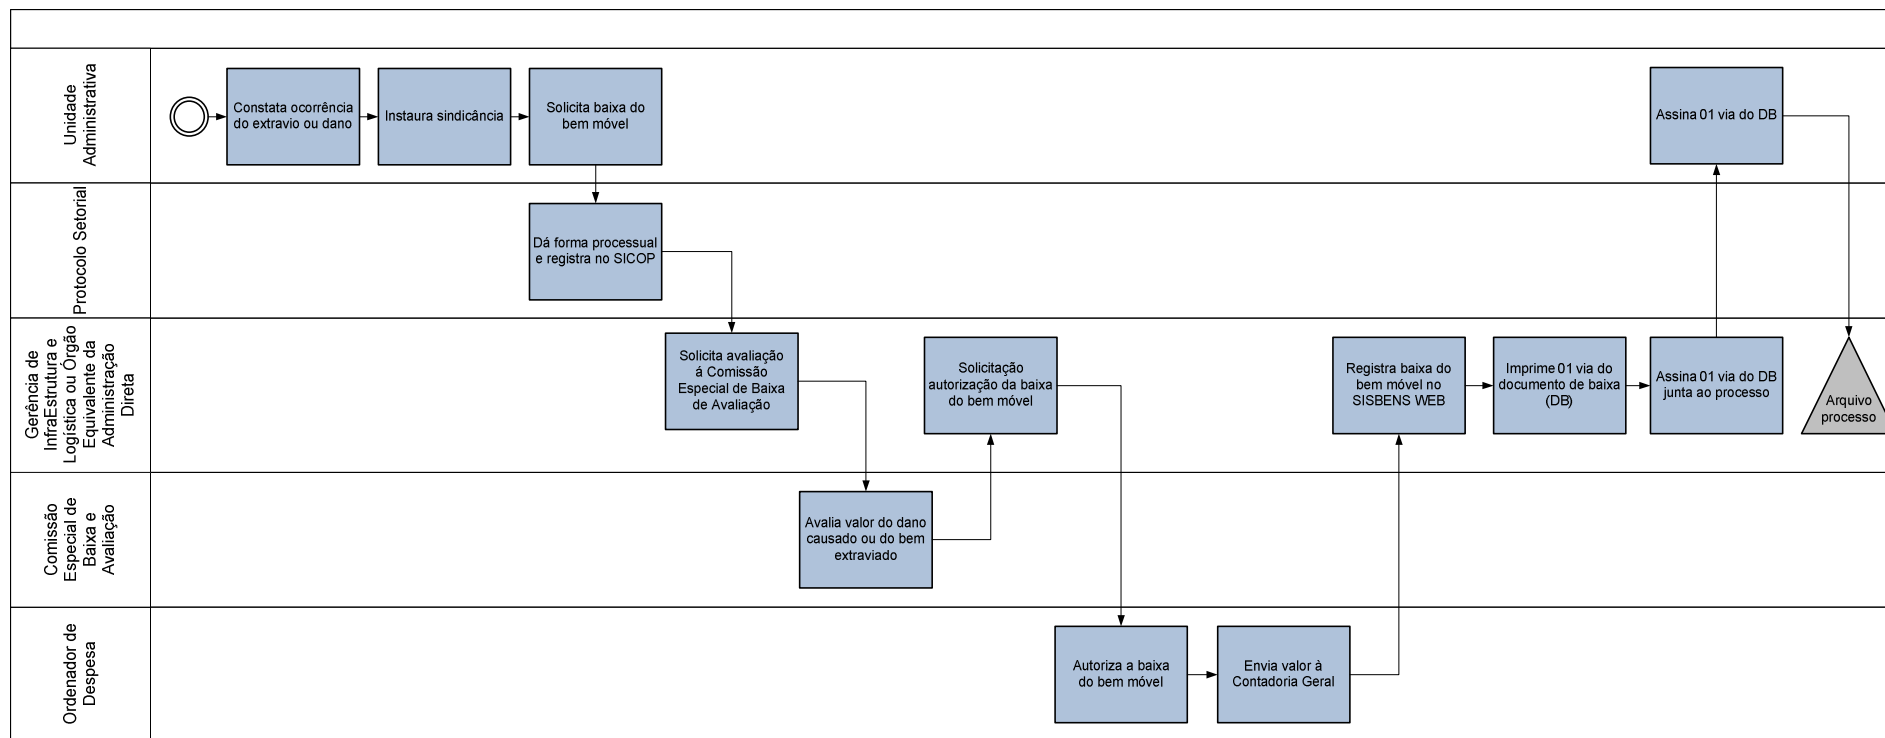 Unidade
Administrativa
Constata ocorrência
do extravio ou dano
Instaura sindicância
Solicita baixa do
bem móvel
Assina 01 via do DB
Protocolo Setorial
Dá forma processual
e registra no SICOP
Gerência de
InfraEstrutura e
Logística ou Órgão
Equivalente da
Administração
Direta
Solicita avaliação
á Comissão
Especial de Baixa
de Avaliação
Solicitação
autorização da baixa
do bem móvel
Registra baixa do
bem móvel no
SISBENS WEB
Imprime 01 via do
documento de baixa
(DB)
Assina 01 via do DB
junta ao processo
Arquivo
processo
Comissão
Especial de
Baixa e
Avaliação
Avalia valor do dano
causado ou do bem
extraviado
Ordenador de
Despesa
Autoriza a baixa
do bem móvel
Envia valor à
Contadoria Geral